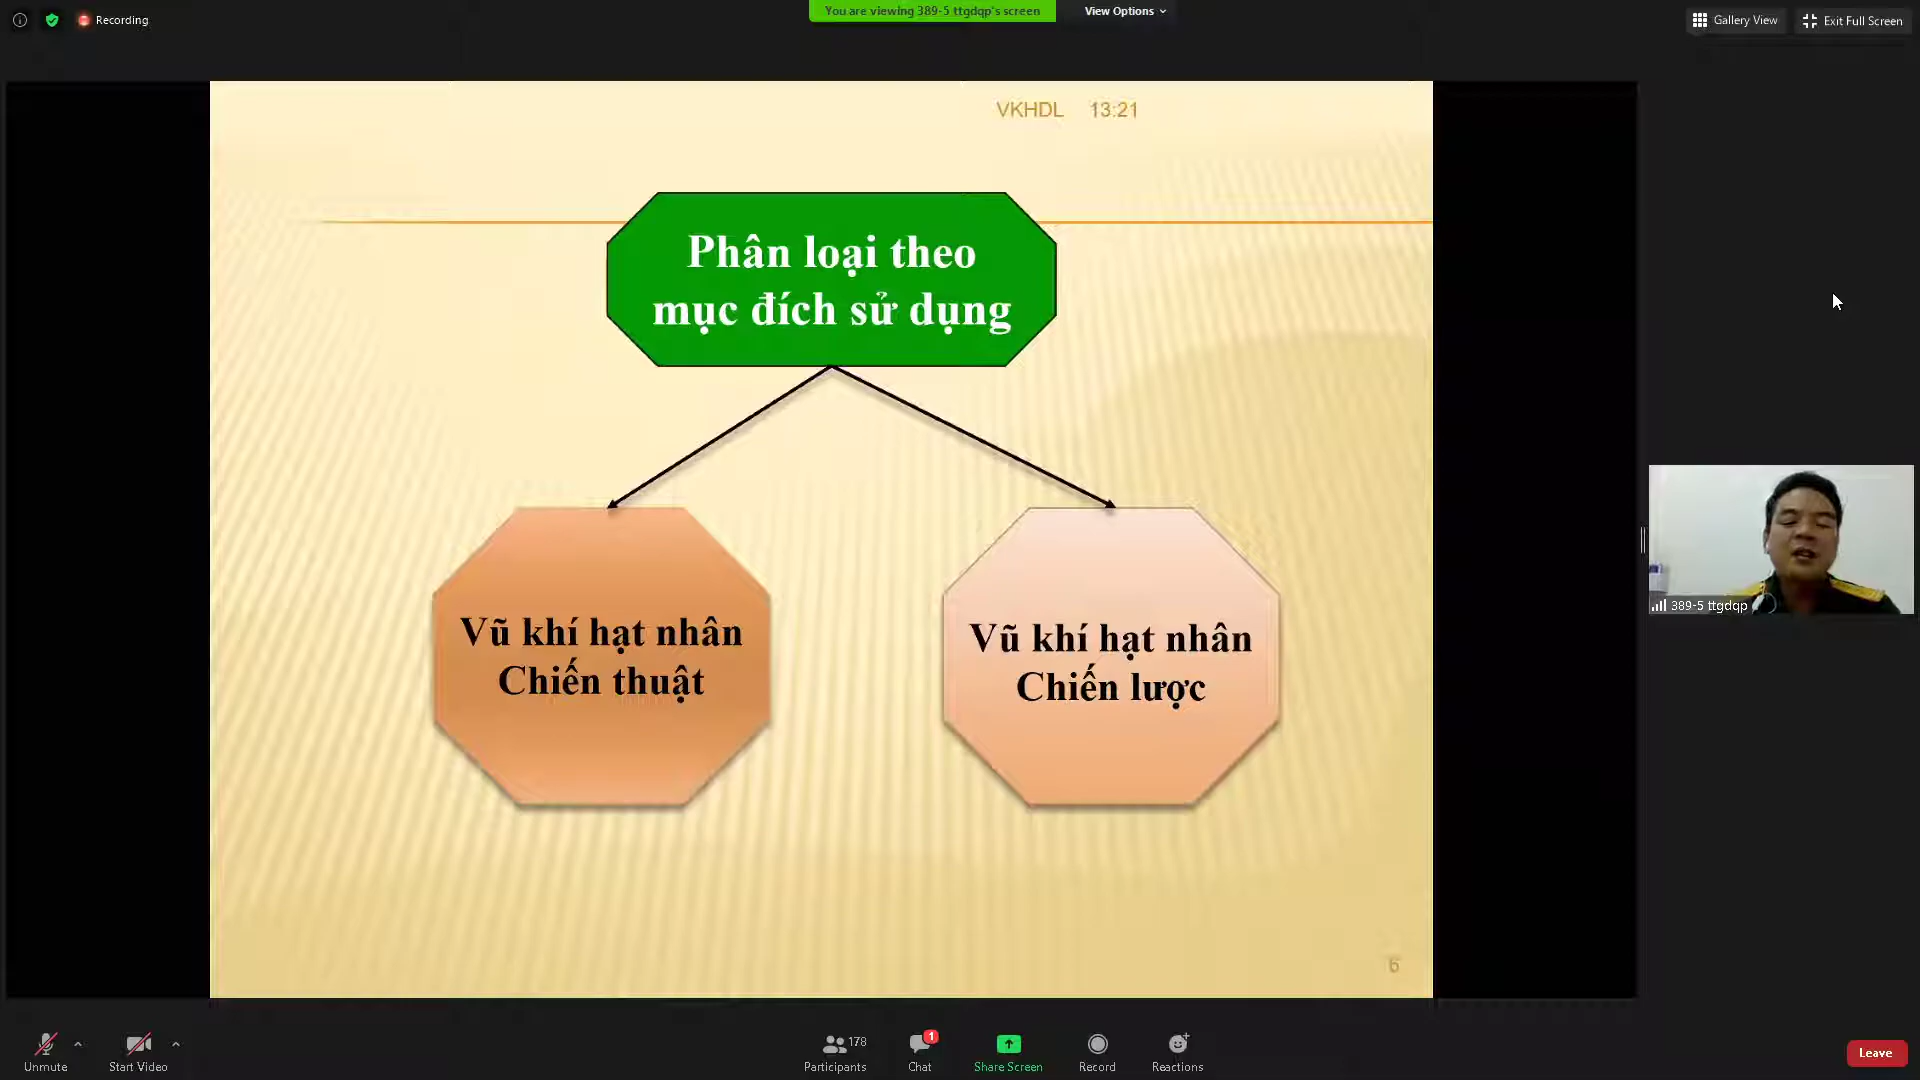 Recording
You are viewing 389-5 ttgdqp's screen
View Options
Gallery View
Exit Full Screen
VKHDL 13:21
Phân loại theo
mục đích sử dụng
Vũ khí hạt nhân
Chiến thuật
Vũ khí hạt nhân
Chiến lược
389-5 ttgdqp
6
Unmute
Start Video
178
Participants
1
Chat
Share Screen
Record
Reactions
Leave